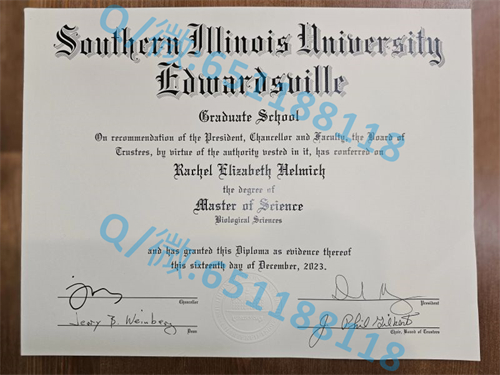 Southern Illinois University
Edwardsville
Graduate School
On recommendation of the President, Chancellor and Faculty, the Board of
Trustees, by virtue of the authority vested in it, has conferred on
Rachel Elizabeth Helmich
the degree of
Master of Science
Biological Sciences
and has granted this Diploma as evidence thereof
this sixteenth day of December, 2023.
Chancellor
President
Jerry B. Weinberg
J. Phil Gilbert
Dean
Chair, Board of Trustees
Q/微:651188118
Q/微:651188118